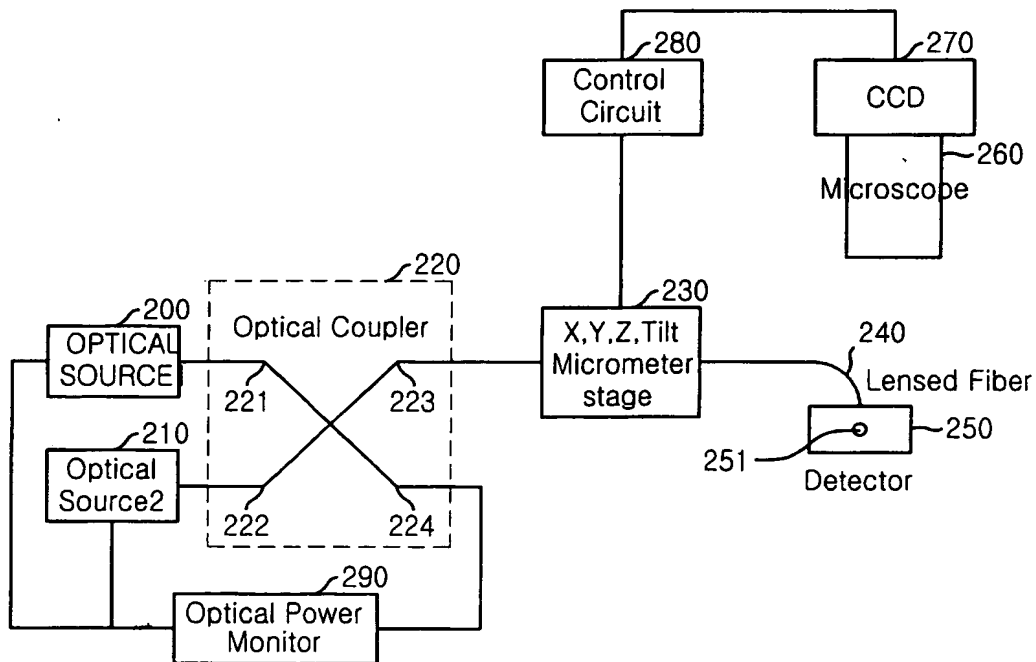 280
Control
Circuit
270
CCD
260
Microscope
220
Optical Coupler
200
OPTICAL
SOURCE
221
223
230
X,Y,Z,Tilt
Micrometer
stage
240
Lensed Fiber
250
251
Detector
210
Optical
Source2
222
224
290
Optical Power
Monitor